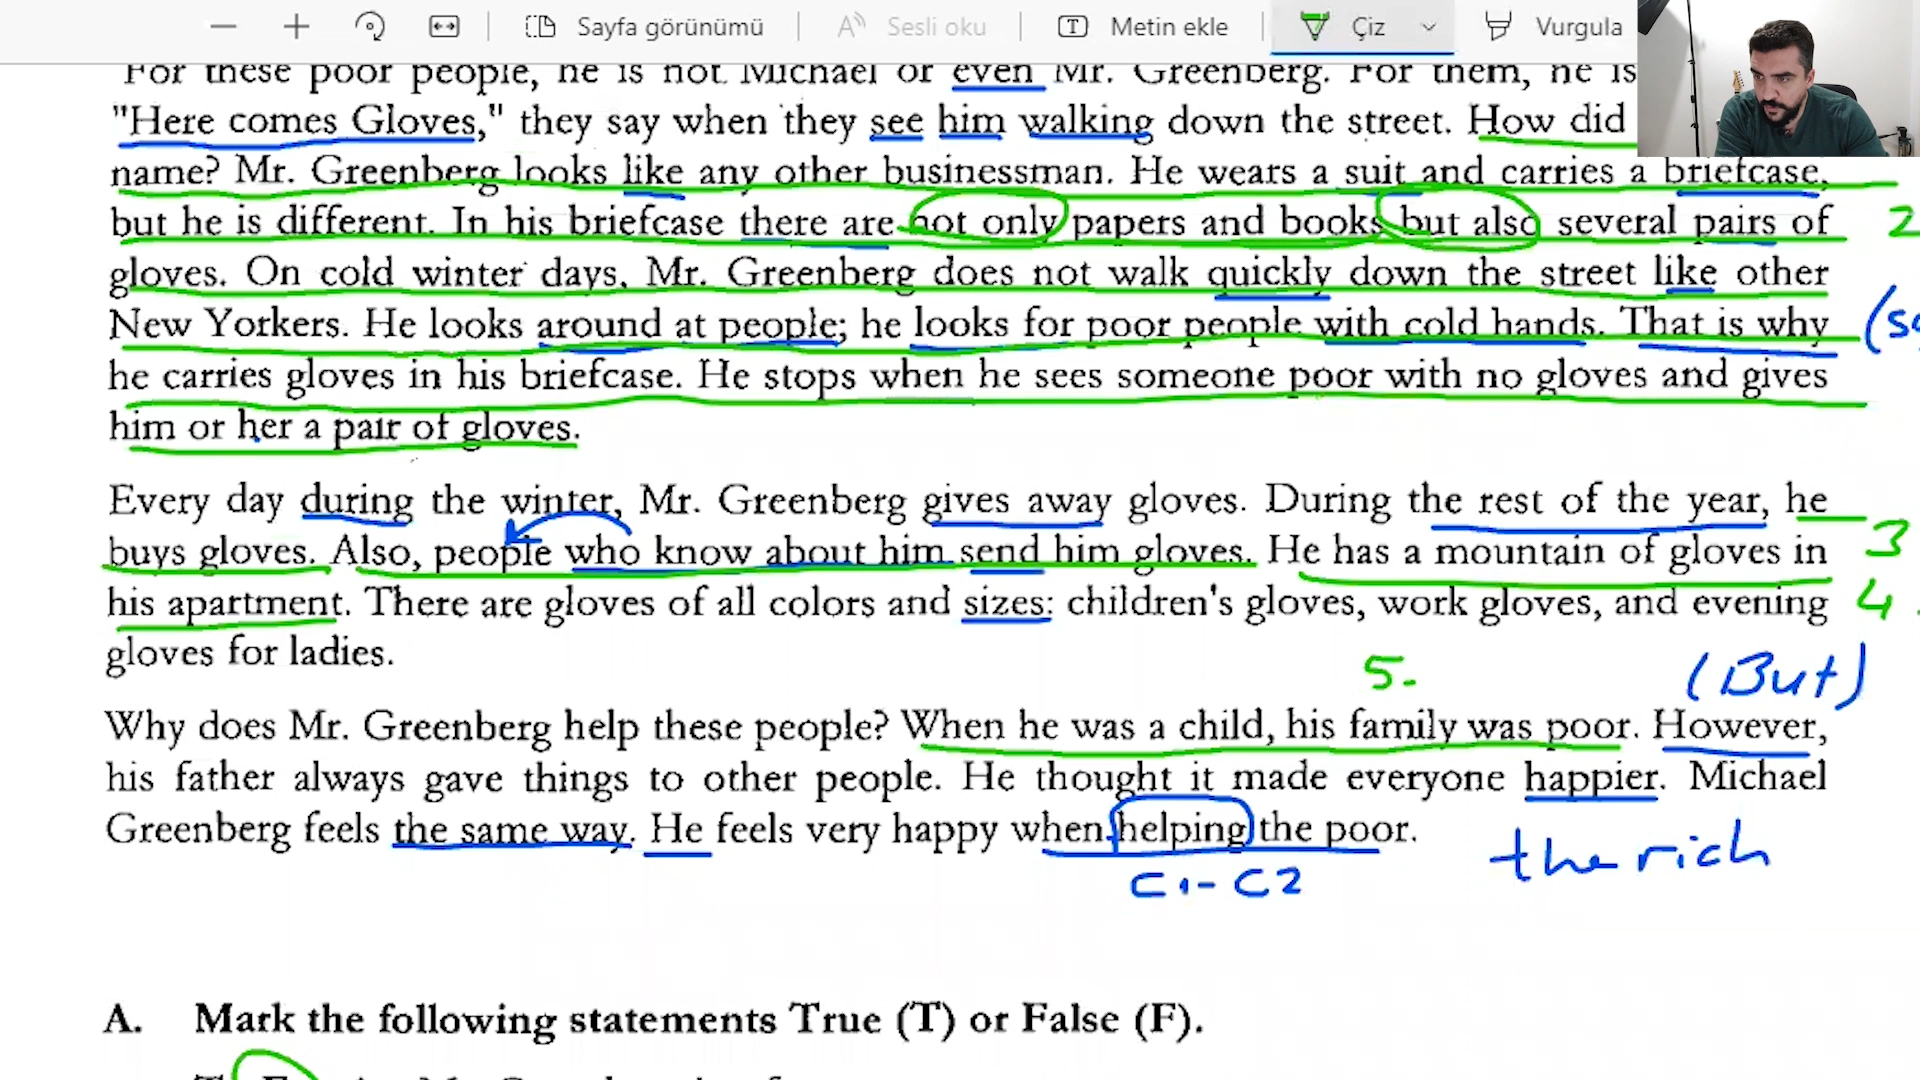 Sayfa görünümü Sesli oku Metin ekle Çiz Vurgula
For these poor people, he is not Michael or even Mr. Greenberg. For them, he is
"Here comes Gloves," they say when they see him walking down the street. How did
name? Mr. Greenberg looks like any other businessman. He wears a suit and carries a briefcase,
but he is different. In his briefcase there are not only papers and books but also several pairs of 2
gloves. On cold winter days, Mr. Greenberg does not walk quickly down the street like other
New Yorkers. He looks around at people; he looks for poor people with cold hands. That is why
he carries gloves in his briefcase. He stops when he sees someone poor with no gloves and gives
him or her a pair of gloves.
Every day during the winter, Mr. Greenberg gives away gloves. During the rest of the year, he
buys gloves. Also, people who know about him send him gloves. He has a mountain of gloves in 3
his apartment. There are gloves of all colors and sizes: children's gloves, work gloves, and evening 4
gloves for ladies.
5. (But)
Why does Mr. Greenberg help these people? When he was a child, his family was poor. However,
his father always gave things to other people. He thought it made everyone happier. Michael
Greenberg feels the same way. He feels very happy when helping the poor.
the rich
C1-C2
A. Mark the following statements True (T) or False (F).